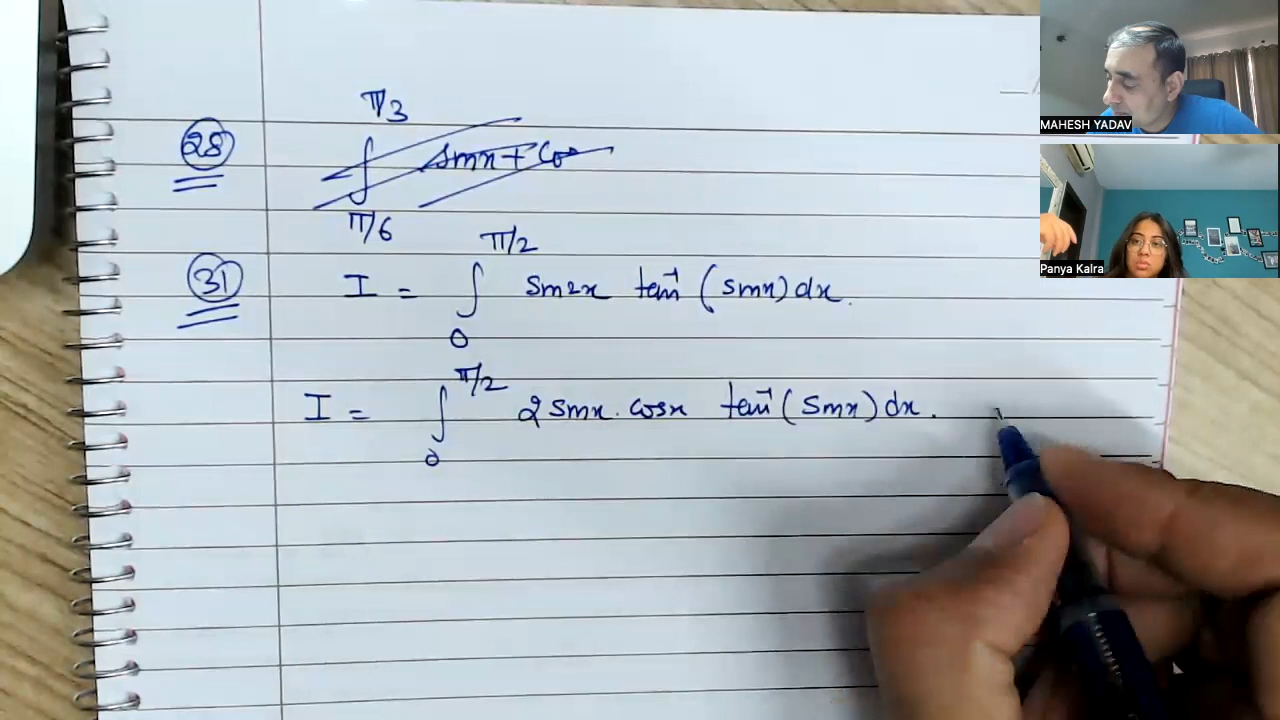 π/3
28 ∫ sinx + Cos
π/6
π/2
31 I = ∫ sin2x tan⁻¹ (sinx) dx.
0
π/2
I = ∫ 2 sinx . cosx tan⁻¹ (sinx) dx.
0
MAHESH YADAV
Panya Kalra